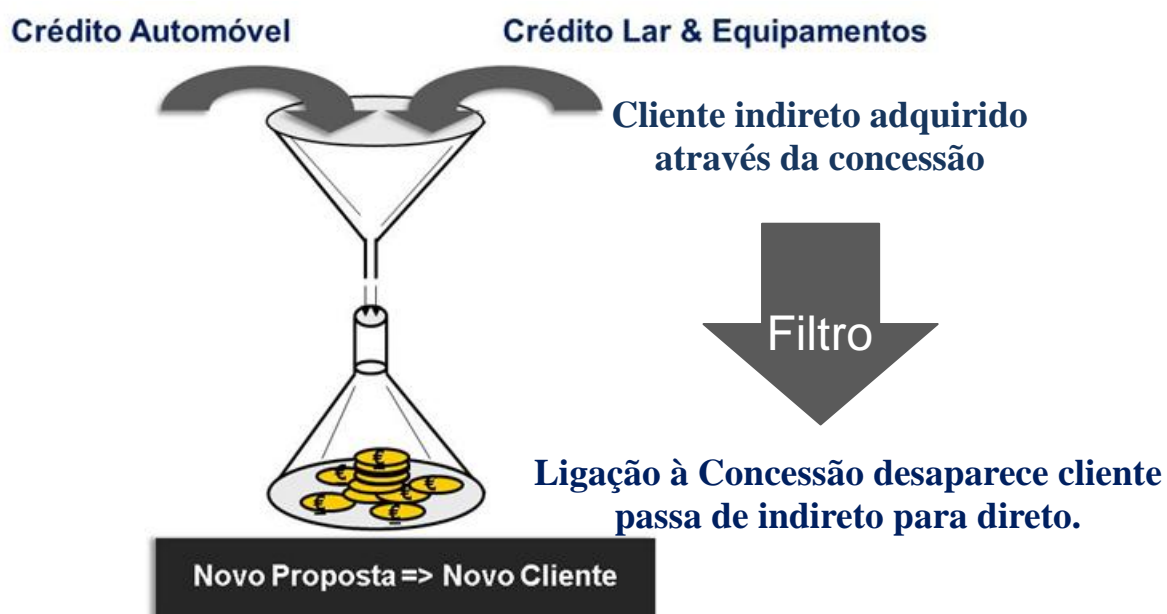 Crédito Automóvel
Crédito Lar & Equipamentos
Cliente indireto adquirido
através da concessão
Filtro
Ligação à Concessão desaparece cliente
passa de indireto para direto.
€
€
€
€
€
Novo Proposta => Novo Cliente